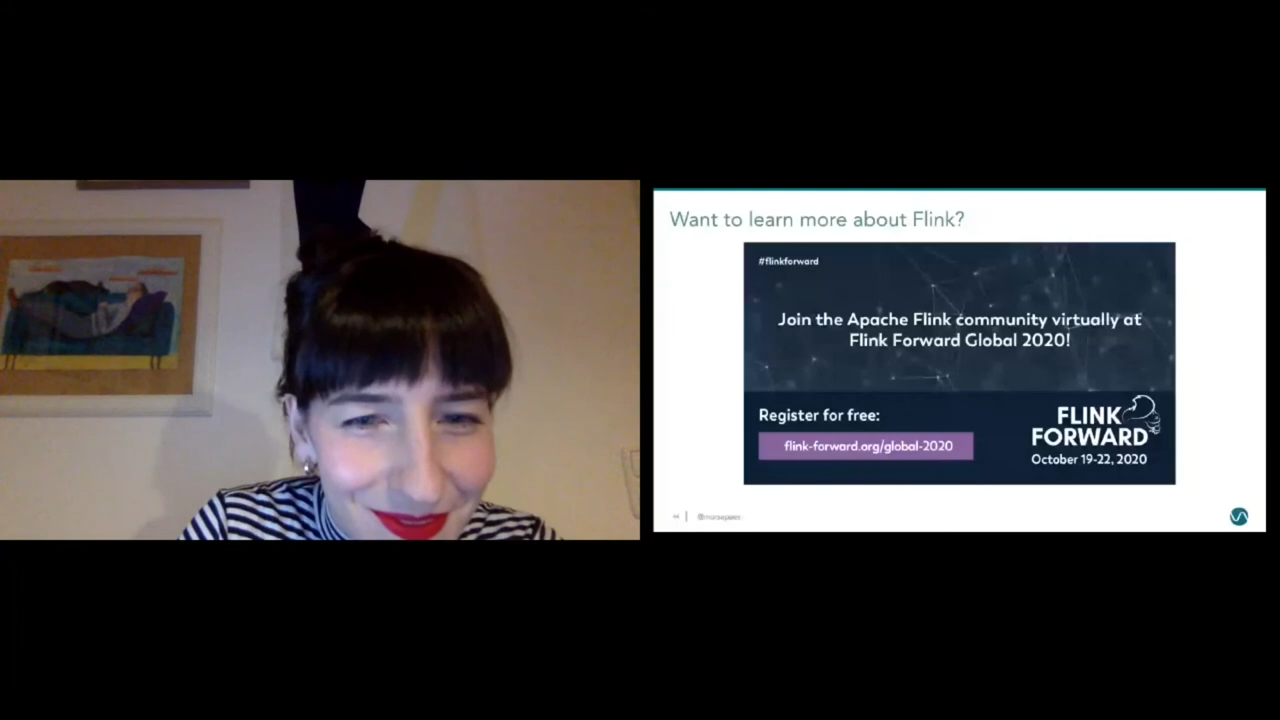 Want to learn more about Flink?
#flinkforward
Join the Apache Flink community virtually at
Flink Forward Global 2020!
Register for free:
flink-forward.org/global-2020
FLINK
FORWARD
October 19-22, 2020